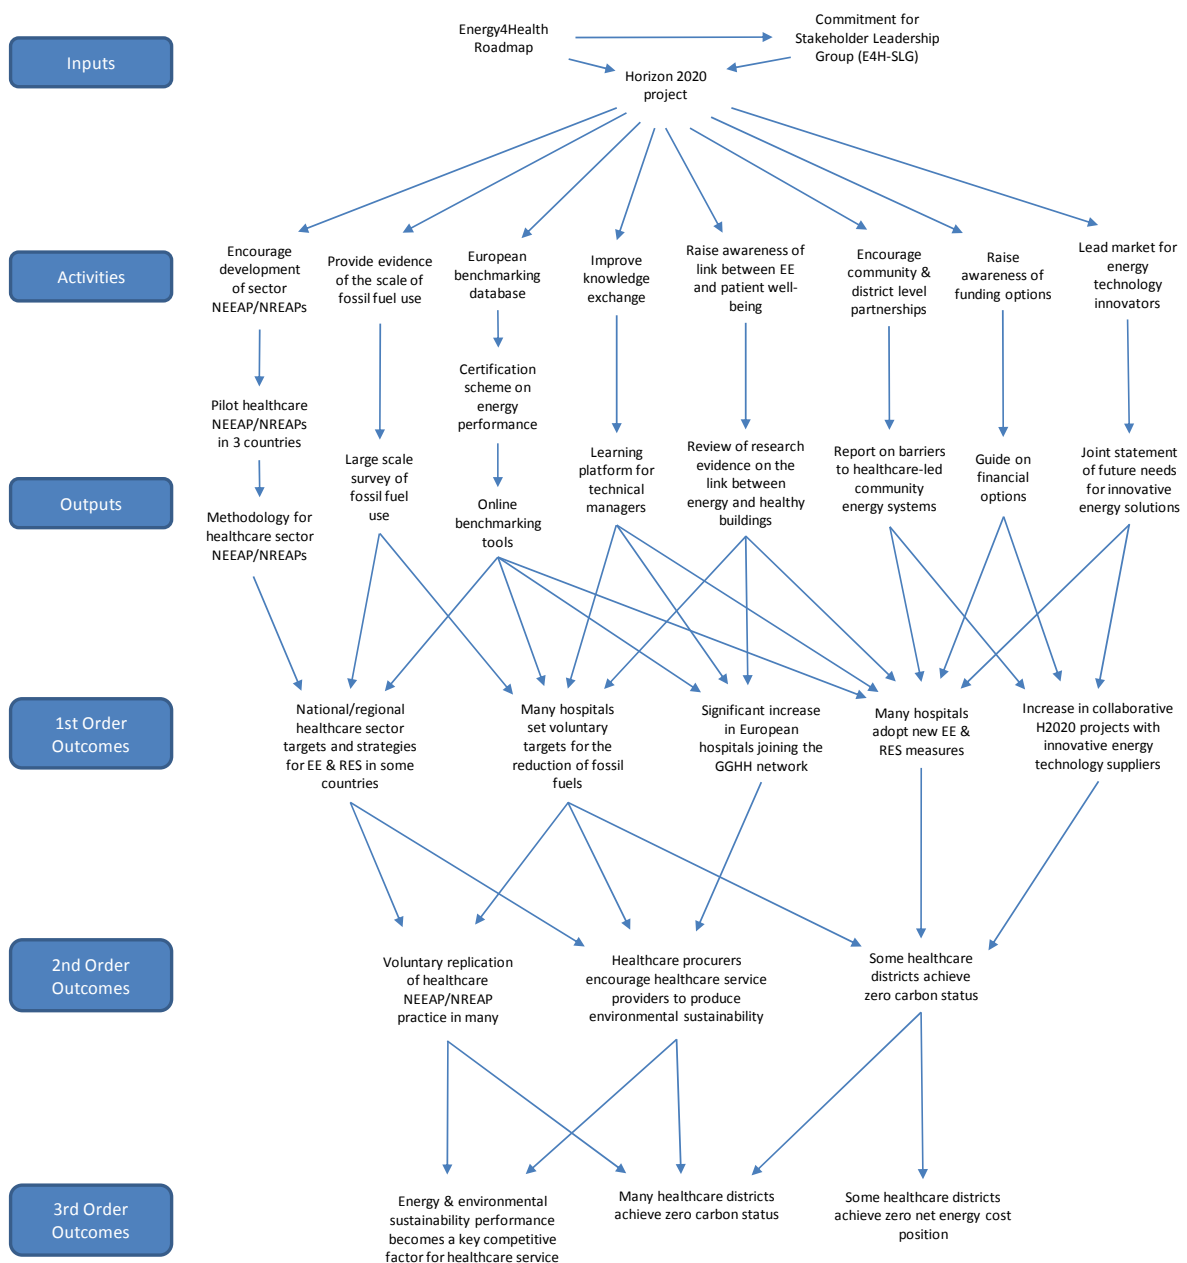 Inputs
Energy4Health
Roadmap
Commitment for
Stakeholder Leadership
Group (E4H-SLG)
Horizon 2020
project
Activities
Encourage
development
of sector
NEEAP/NREAPs
Provide evidence
of the scale of
fossil fuel use
European
benchmarking
database
Improve
knowledge
exchange
Raise awareness of
link between EE
and patient well-
being
Encourage
community &
district level
partnerships
Raise
awareness of
funding options
Lead market for
energy
technology
innovators
Certification
scheme on
energy
performance
Pilot healthcare
NEEAP/NREAPs
in 3 countries
Outputs
Methodology for
healthcare sector
NEEAP/NREAPs
Large scale
survey of
fossil fuel
use
Online
benchmarking
tools
Learning
platform for
technical
managers
Review of research
evidence on the
link between
energy and healthy
buildings
Report on barriers
to healthcare-led
community
energy systems
Guide on
financial
options
Joint statement
of future needs
for innovative
energy solutions
1st Order
Outcomes
National/regional
healthcare sector
targets and strategies
for EE & RES in some
countries
Many hospitals
set voluntary
targets for the
reduction of fossil
fuels
Significant increase
in European
hospitals joining the
GGHH network
Many hospitals
adopt new EE &
RES measures
Increase in collaborative
H2020 projects with
innovative energy
technology suppliers
2nd Order
Outcomes
Voluntary replication
of healthcare
NEEAP/NREAP
practice in many
Healthcare procurers
encourage healthcare service
providers to produce
environmental sustainability
Some healthcare
districts achieve
zero carbon status
3rd Order
Outcomes
Energy & environmental
sustainability performance
becomes a key competitive
factor for healthcare service
Many healthcare districts
achieve zero carbon status
Some healthcare districts
achieve zero net energy cost
position